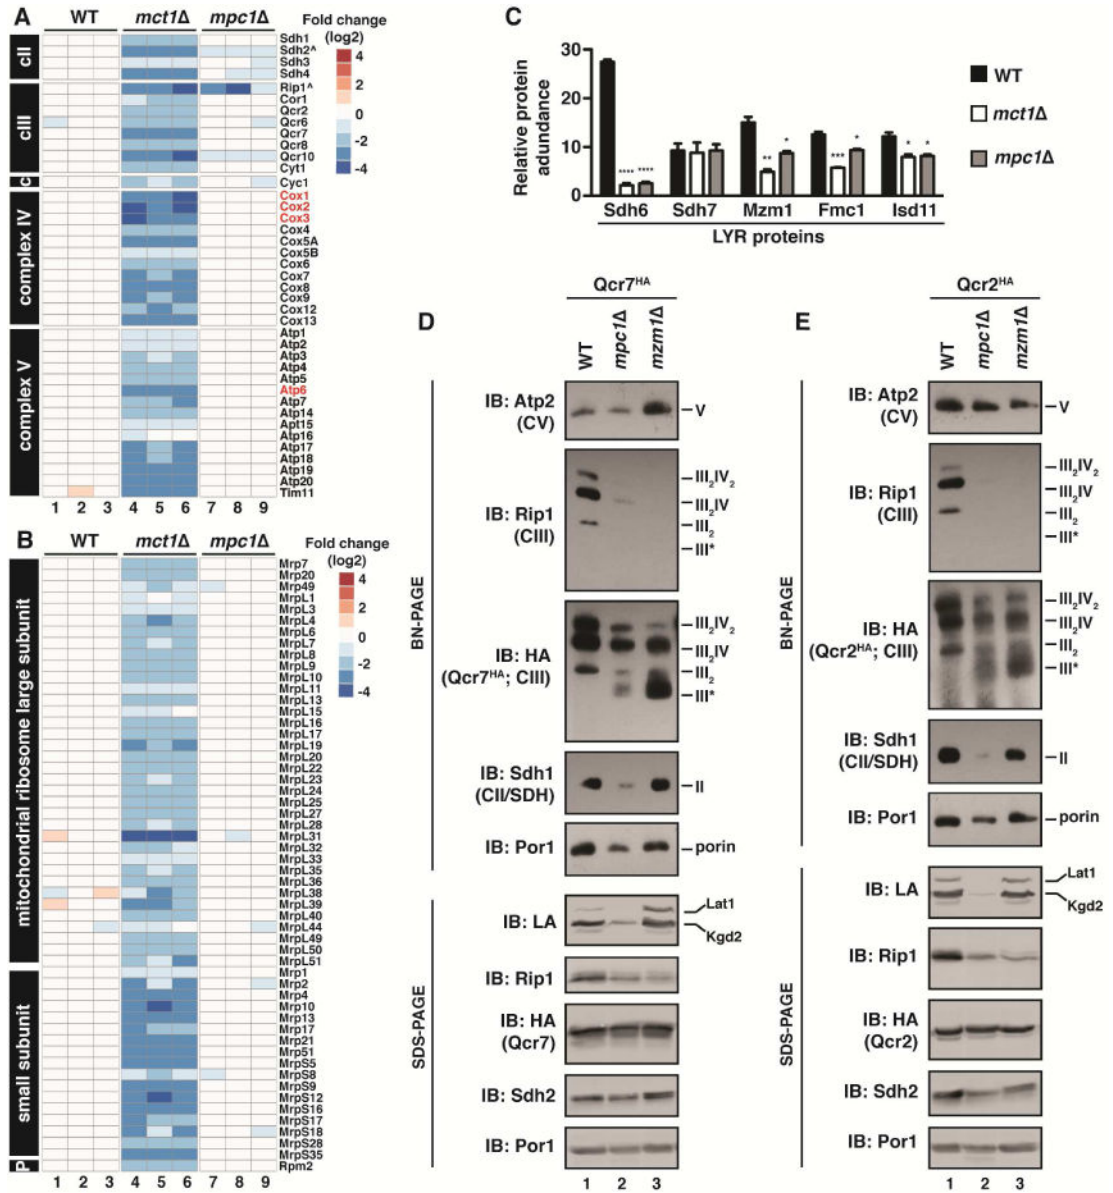 A
WT mct1Δ mpc1Δ
Fold change
(log2)
4
2
0
-2
-4
cII
Sdh1
Sdh2^
Sdh3
Sdh4
cIII
Rip1^
Cor1
Qcr2
Qcr6
Qcr7
Qcr8
Qcr10
Cyt1
C
Cyc1
complex IV
Cox1
Cox2
Cox3
Cox4
Cox5A
Cox5B
Cox6
Cox7
Cox8
Cox9
Cox12
Cox13
complex V
Atp1
Atp2
Atp3
Atp4
Atp5
Atp6
Atp7
Atp14
Apt15
Atp16
Atp17
Atp18
Atp19
Atp20
Tim11
1 2 3 4 5 6 7 8 9
B
WT mct1Δ mpc1Δ
Fold change
(log2)
4
2
0
-2
-4
mitochondrial ribosome large subunit
Mrp7
Mrp20
Mrp49
MrpL1
MrpL3
MrpL4
MrpL6
MrpL7
MrpL8
MrpL9
MrpL10
MrpL11
MrpL13
MrpL15
MrpL16
MrpL17
MrpL19
MrpL20
MrpL22
MrpL23
MrpL24
MrpL25
MrpL27
MrpL28
MrpL31
MrpL32
MrpL33
MrpL35
MrpL36
MrpL38
MrpL39
MrpL40
MrpL44
MrpL49
MrpL50
MrpL51
small subunit
Mrp1
Mrp2
Mrp4
Mrp10
Mrp13
Mrp17
Mrp21
Mrp51
MrpS5
MrpS8
MrpS9
MrpS12
MrpS16
MrpS17
MrpS18
MrpS28
MrpS35
P
Rpm2
1 2 3 4 5 6 7 8 9
C
Relative protein
abundance
30
20
10
0
**** ****
** *
*** *
* *
Sdh6 Sdh7 Mzm1 Fmc1 Isd11
LYR proteins
WT
mct1Δ
mpc1Δ
D
Qcr7HA
WT mpc1Δ mzm1Δ
BN-PAGE
IB: Atp2
(CV)
V
IB: Rip1
(CIII)
III2IV2
III2IV
III2
III*
IB: HA
(Qcr7HA; CIII)
III2IV2
III2IV
III2
III*
IB: Sdh1
(CII/SDH)
II
IB: Por1
porin
SDS-PAGE
IB: LA
Lat1
Kgd2
IB: Rip1
IB: HA
(Qcr7)
IB: Sdh2
IB: Por1
1 2 3
E
Qcr2HA
WT mpc1Δ mzm1Δ
BN-PAGE
IB: Atp2
(CV)
V
IB: Rip1
(CIII)
III2IV2
III2IV
III2
III*
IB: HA
(Qcr2HA; CIII)
III2IV2
III2IV
III2
III*
IB: Sdh1
(CII/SDH)
II
IB: Por1
porin
SDS-PAGE
IB: LA
Lat1
Kgd2
IB: Rip1
IB: HA
(Qcr2)
IB: Sdh2
IB: Por1
1 2 3